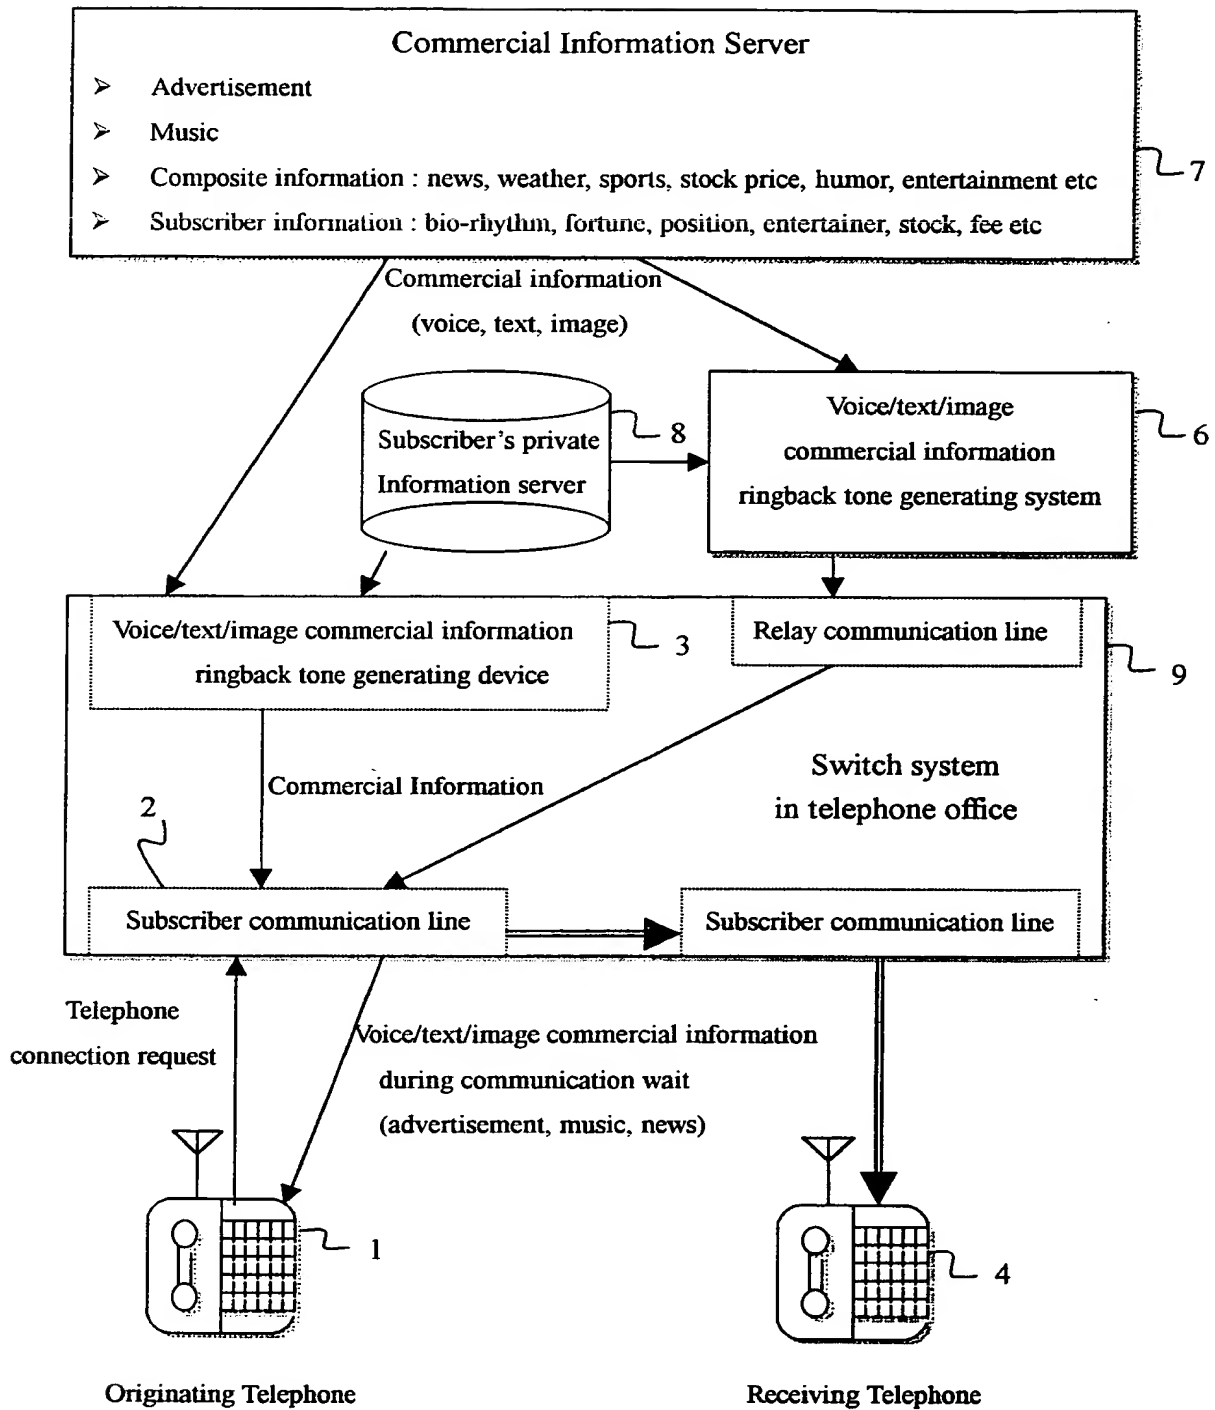 Commercial Information Server
➢ Advertisement
➢ Music
➢ Composite information : news, weather, sports, stock price, humor, entertainment etc
➢ Subscriber information : bio-rhythm, fortune, position, entertainer, stock, fee etc
7
Commercial information
(voice, text, image)
Subscriber's private
Information server
8
Voice/text/image
commercial information
ringback tone generating system
6
Voice/text/image commercial information
ringback tone generating device
3
Relay communication line
9
Switch system
in telephone office
Commercial Information
2
Subscriber communication line
Subscriber communication line
Telephone
connection request
Voice/text/image commercial information
during communication wait
(advertisement, music, news)
1
4
Originating Telephone
Receiving Telephone